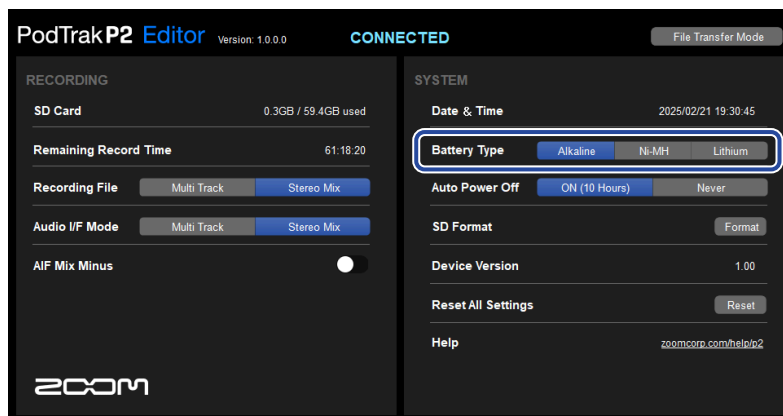 PodTrak P2 Editor Version: 1.0.0.0 CONNECTED File Transfer Mode
RECORDING
SD Card 0.3GB / 59.4GB used
Remaining Record Time 61:18:20
Recording File Multi Track Stereo Mix
Audio I/F Mode Multi Track Stereo Mix
AIF Mix Minus
ZOOM
SYSTEM
Date & Time 2025/02/21 19:30:45
Battery Type Alkaline Ni-MH Lithium
Auto Power Off ON (10 Hours) Never
SD Format Format
Device Version 1.00
Reset All Settings Reset
Help zoomcorp.com/help/p2